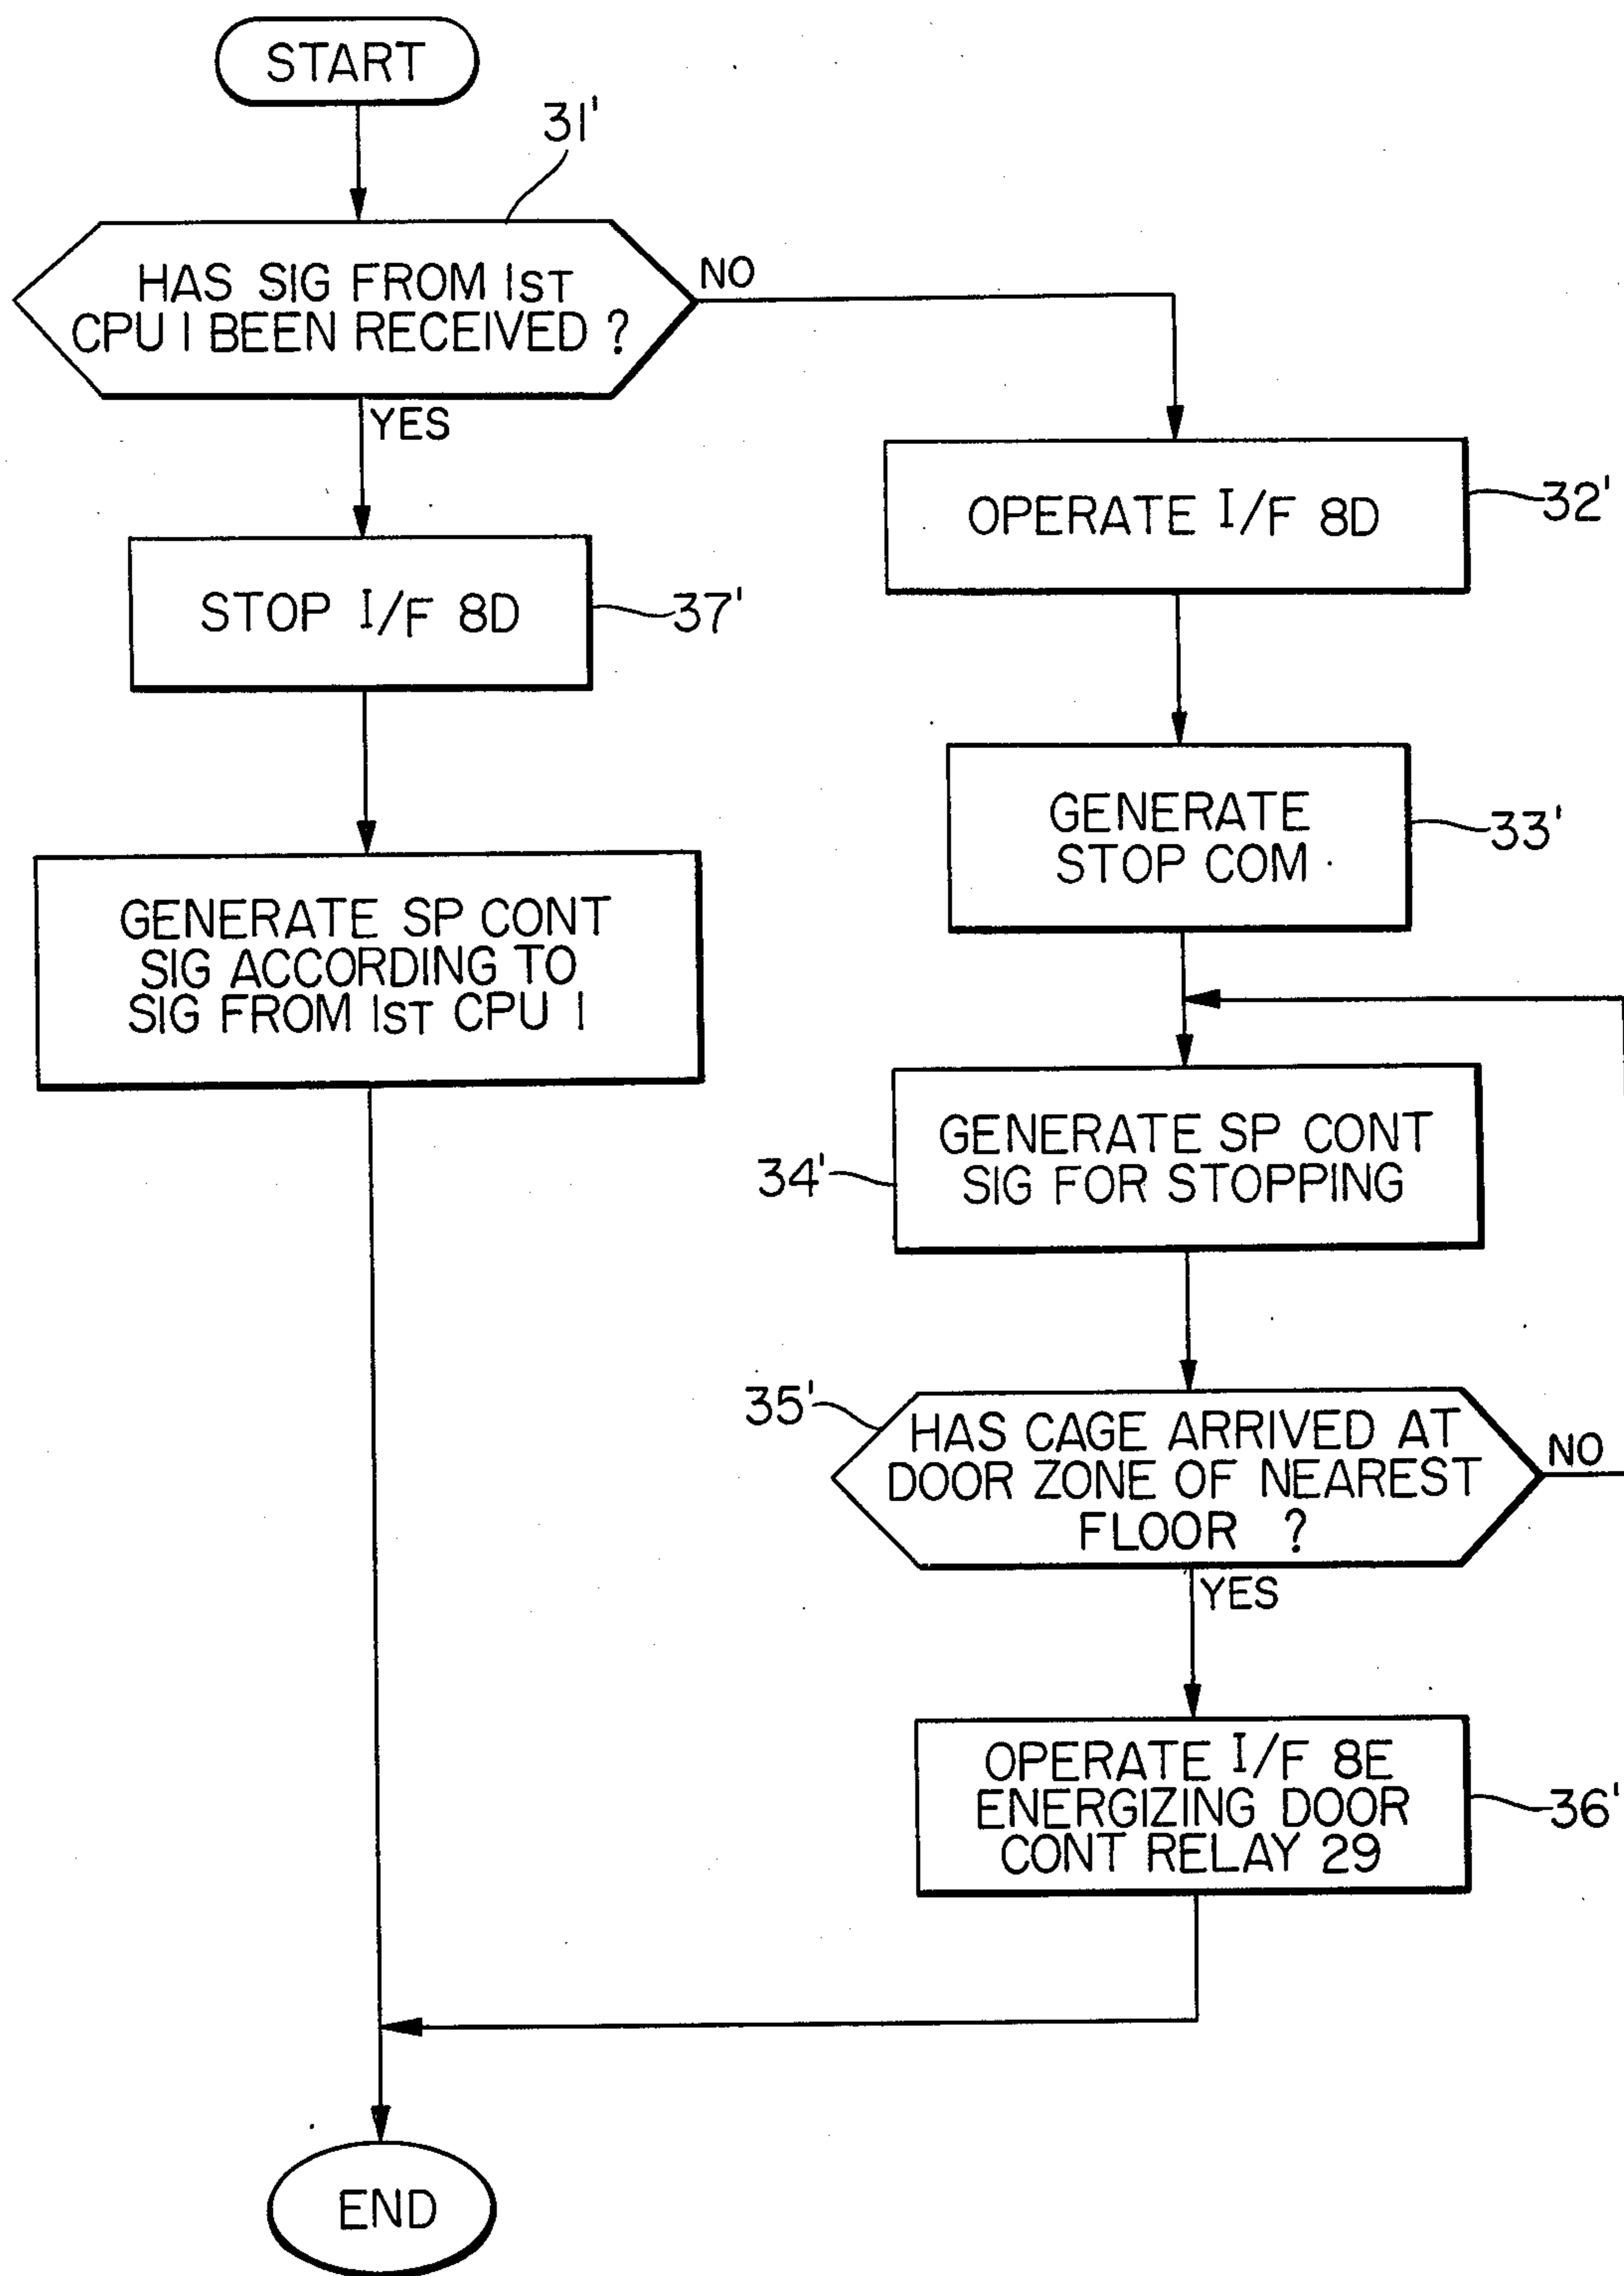 START
31'
HAS SIG FROM 1ST
CPU 1 BEEN RECEIVED ?
NO
YES
OPERATE I/F 8D
32'
STOP I/F 8D
37'
GENERATE
STOP COM
33'
GENERATE SP CONT
SIG ACCORDING TO
SIG FROM 1ST CPU 1
GENERATE SP CONT
SIG FOR STOPPING
34'
35'
HAS CAGE ARRIVED AT
DOOR ZONE OF NEAREST
FLOOR ?
NO
YES
OPERATE I/F 8E
ENERGIZING DOOR
CONT RELAY 29
36'
END